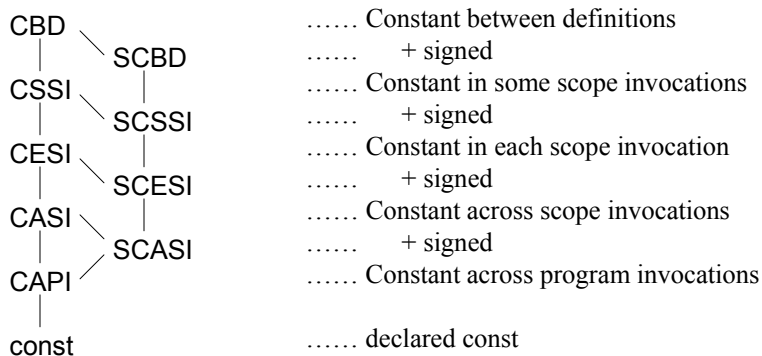 CBD ...... Constant between definitions
SCBD ...... + signed
CSSI ...... Constant in some scope invocations
SCSSI ...... + signed
CESI ...... Constant in each scope invocation
SCESI ...... + signed
CASI ...... Constant across scope invocations
SCASI ...... + signed
CAPI ...... Constant across program invocations
const ...... declared const